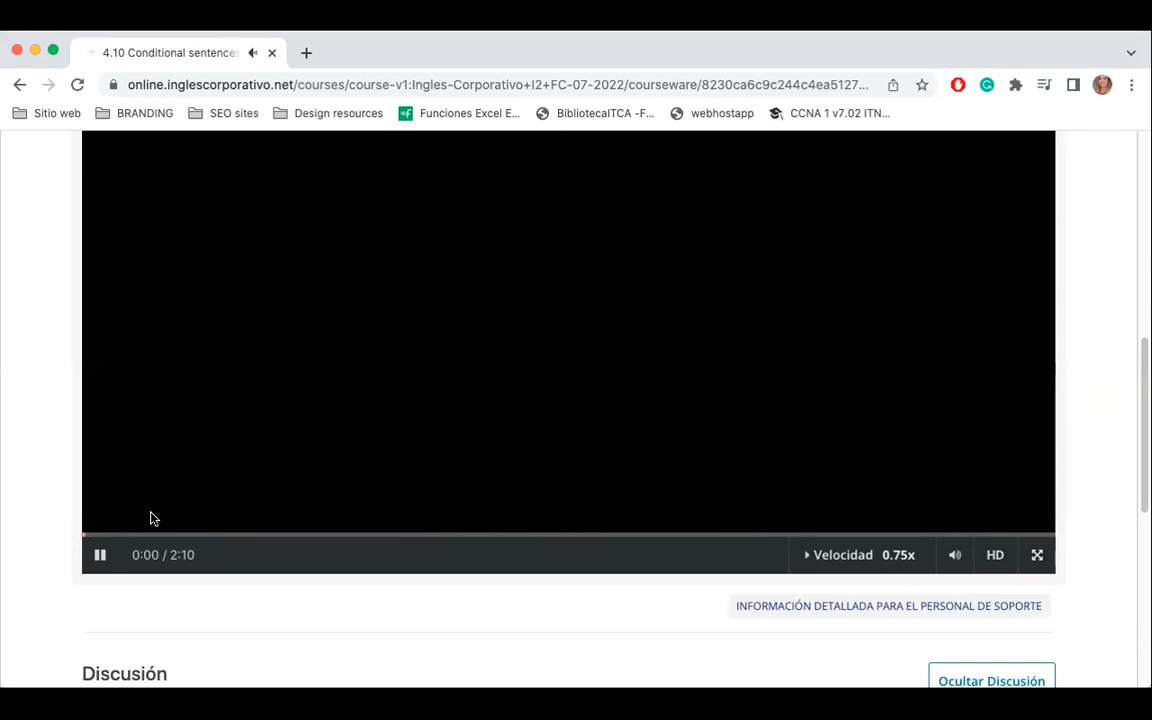 4.10 Conditional sentences
online.inglescorporativo.net/courses/course-v1:Ingles-Corporativo+I2+FC-07-2022/courseware/8230ca6c9c244c4ea5127...
Sitio web BRANDING SEO sites Design resources Funciones Excel E... BibliotecaITCA -F... webhostapp CCNA 1 v7.02 ITN...
0:00 / 2:10 Velocidad 0.75x HD
INFORMACIÓN DETALLADA PARA EL PERSONAL DE SOPORTE
Discusión
Ocultar Discusión